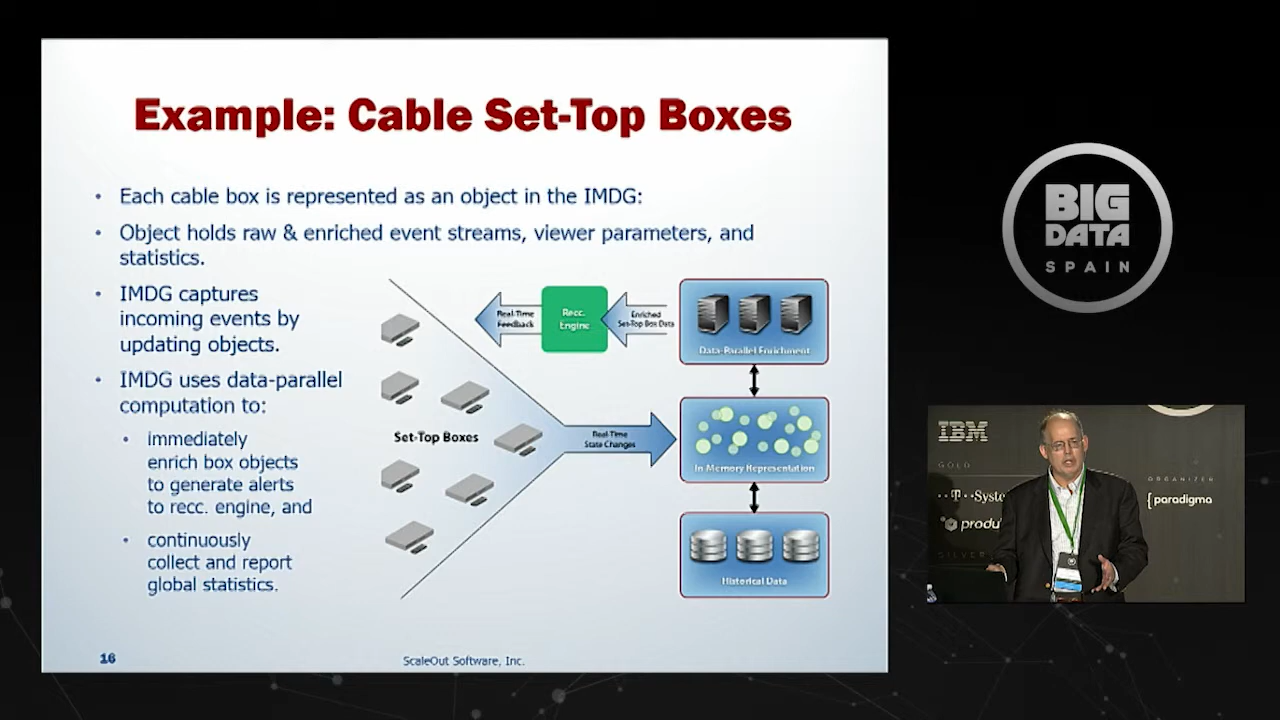 Example: Cable Set-Top Boxes
• Each cable box is represented as an object in the IMDG:
• Object holds raw & enriched event streams, viewer parameters, and
statistics.
• IMDG captures
incoming events by
updating objects.
• IMDG uses data-parallel
computation to:
• immediately
enrich box objects
to generate alerts
to recc. engine, and
• continuously
collect and report
global statistics.
Real-Time
Feedback
Recc.
Engine
Enriched
Set-Top Box Data
Data-Parallel Enrichment
Set-Top Boxes
Real-Time
State Changes
In-Memory Representation
Historical Data
16
ScaleOut Software, Inc.
BIG
DATA
SPAIN
IBM
GOLD
··T··Syste
produ
SILVER
ORGANIZER
{paradigma